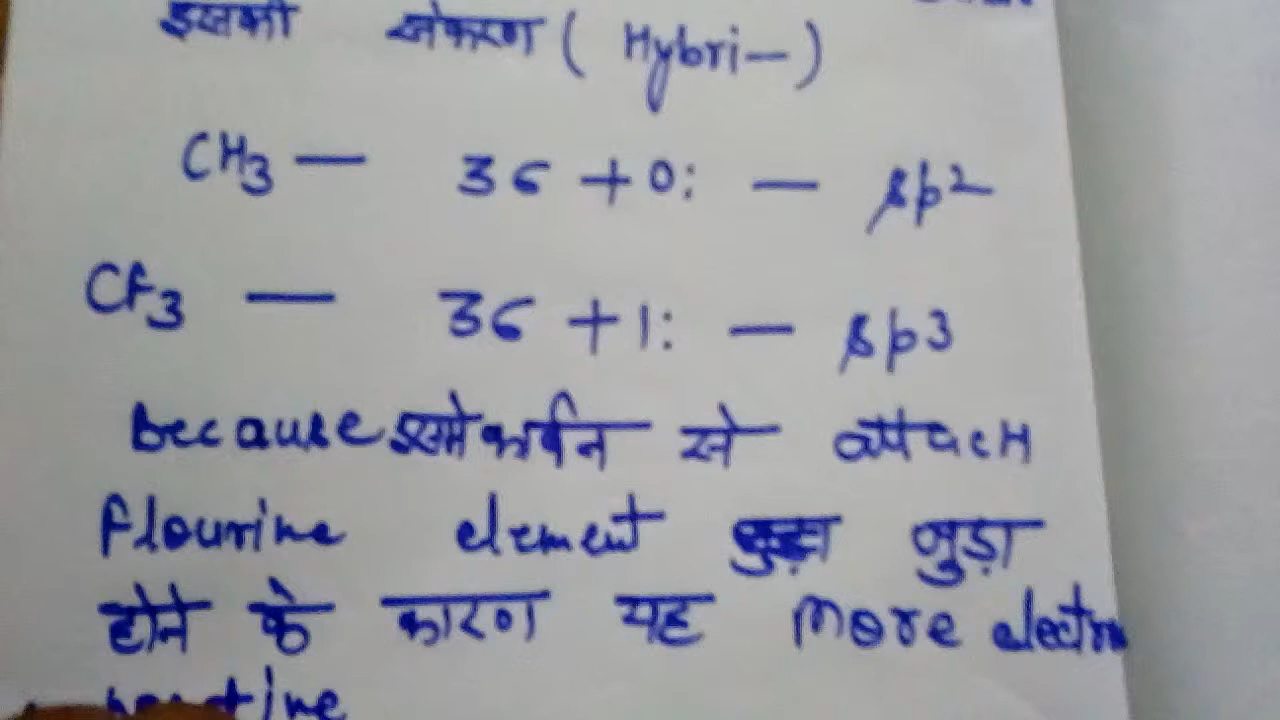 इसकी संकरण ( Hybri— )
CH3 — 3σ + 0: — sp2
CF3 — 3σ + 1: — sp3
because इसमे कार्बन से attacH
flourine element जुड़ा
होने के कारण यह more electro